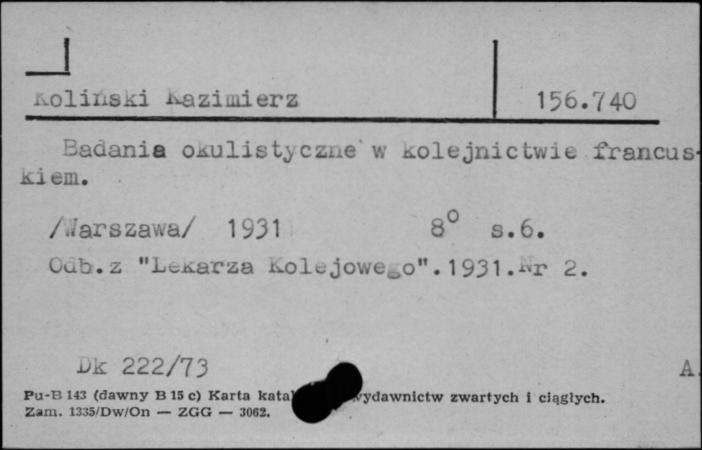 Koliński Kazimierz 156.740
Badania okulistyczne w kolejnictwie francus-
kiem.
/Warszawa/ 1931 8° s.6.
Odb.z "Lekarza Kolejowego".1931.Nr 2.
Dk 222/73 A.
Pu-B 143 (dawny B 15 c) Karta wydawnictw zwartych i ciągłych.
Zam. 1335/Dw/On — ZGG — 3062.